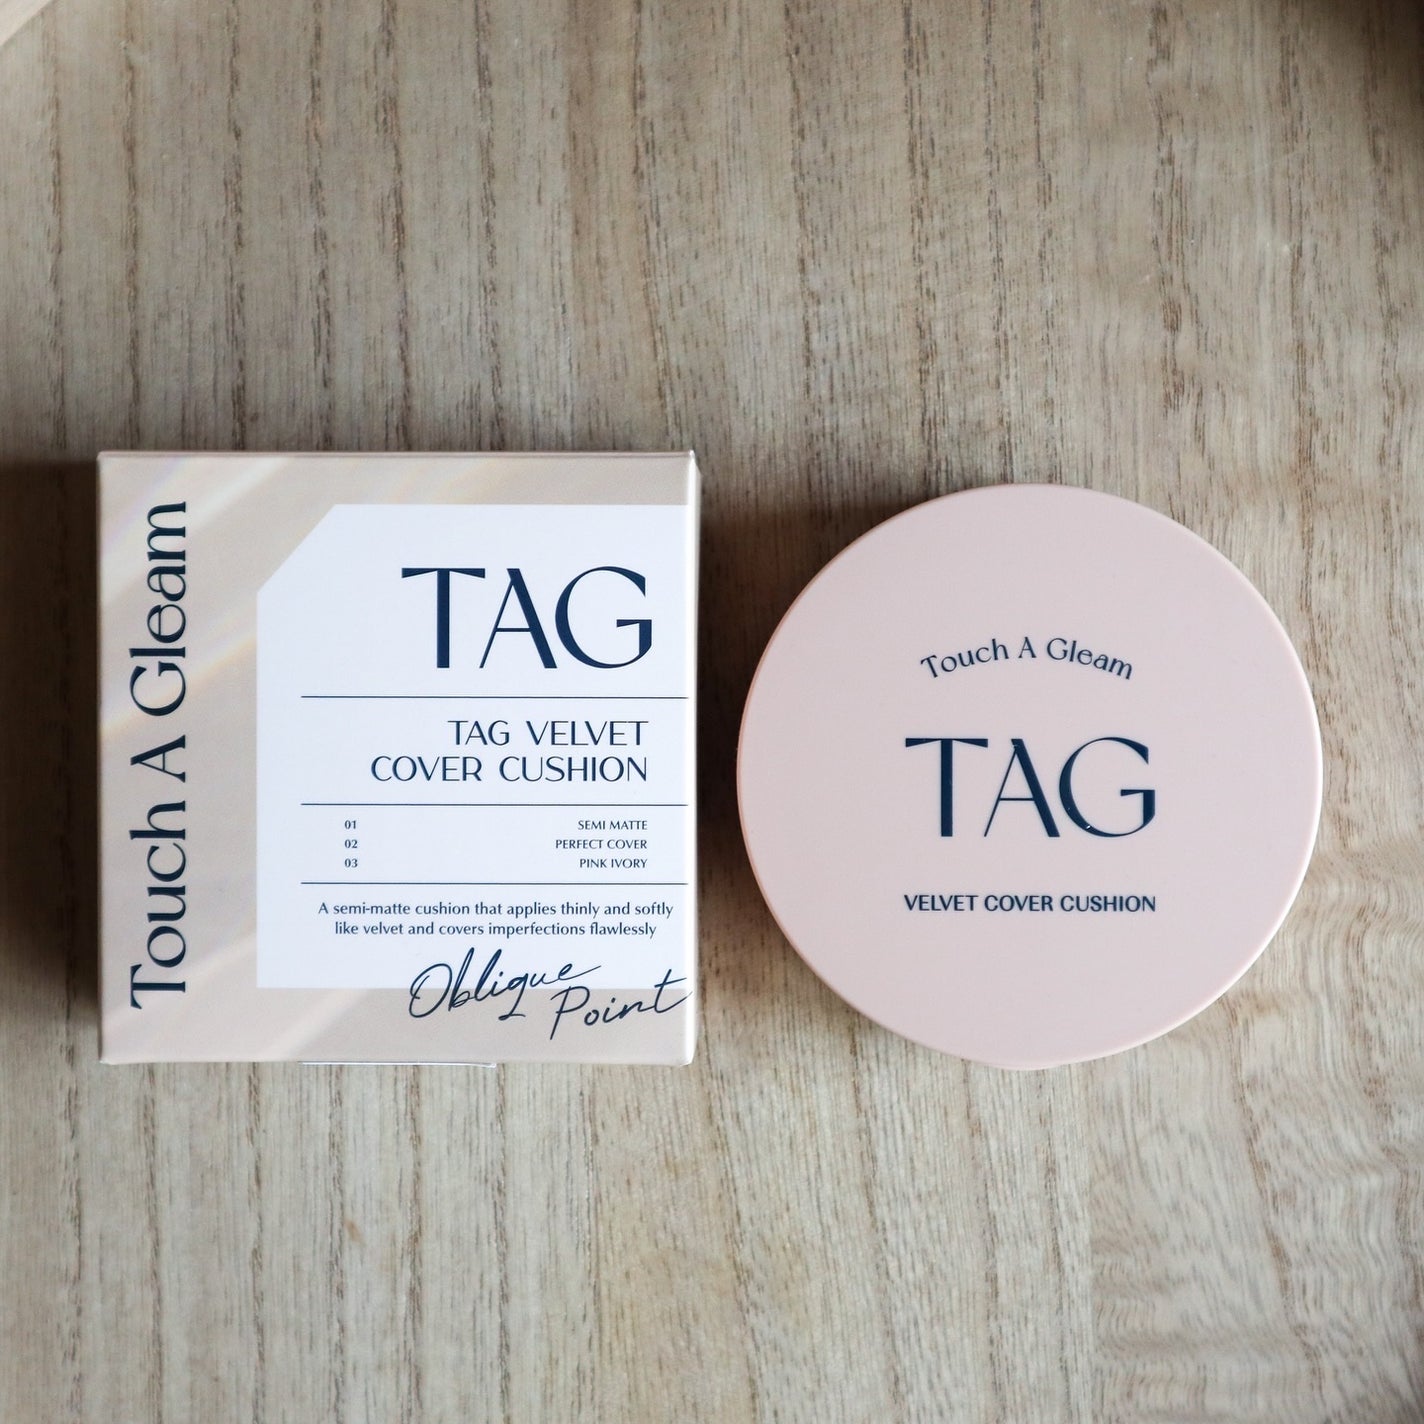 Touch A Gleam
TAG
TAG VELVET
COVER CUSHION
01 SEMI MATTE
02 PERFECT COVER
03 PINK IVORY
A semi-matte cushion that applies thinly and softly
like velvet and covers imperfections flawlessly
Oblique
Point
Touch A Gleam
TAG
VELVET COVER CUSHION